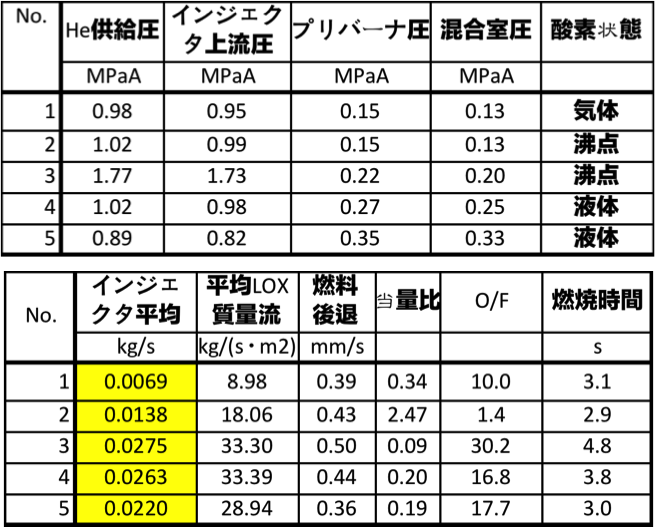 No. He供給圧 インジェク プリバーナ圧 混合室圧 酸素状態
タ上流圧
MPaA MPaA MPaA MPaA
1 0.98 0.95 0.15 0.13 気体
2 1.02 0.99 0.15 0.13 沸点
3 1.77 1.73 0.22 0.20 沸点
4 1.02 0.98 0.27 0.25 液体
5 0.89 0.82 0.35 0.33 液体
No. インジェ 平均LOX 燃料 当量比 O/F 燃焼時間
クタ平均 質量流 後退
kg/s kg/(s・m2) mm/s s
1 0.0069 8.98 0.39 0.34 10.0 3.1
2 0.0138 18.06 0.43 2.47 1.4 2.9
3 0.0275 33.30 0.50 0.09 30.2 4.8
4 0.0263 33.39 0.44 0.20 16.8 3.8
5 0.0220 28.94 0.36 0.19 17.7 3.0